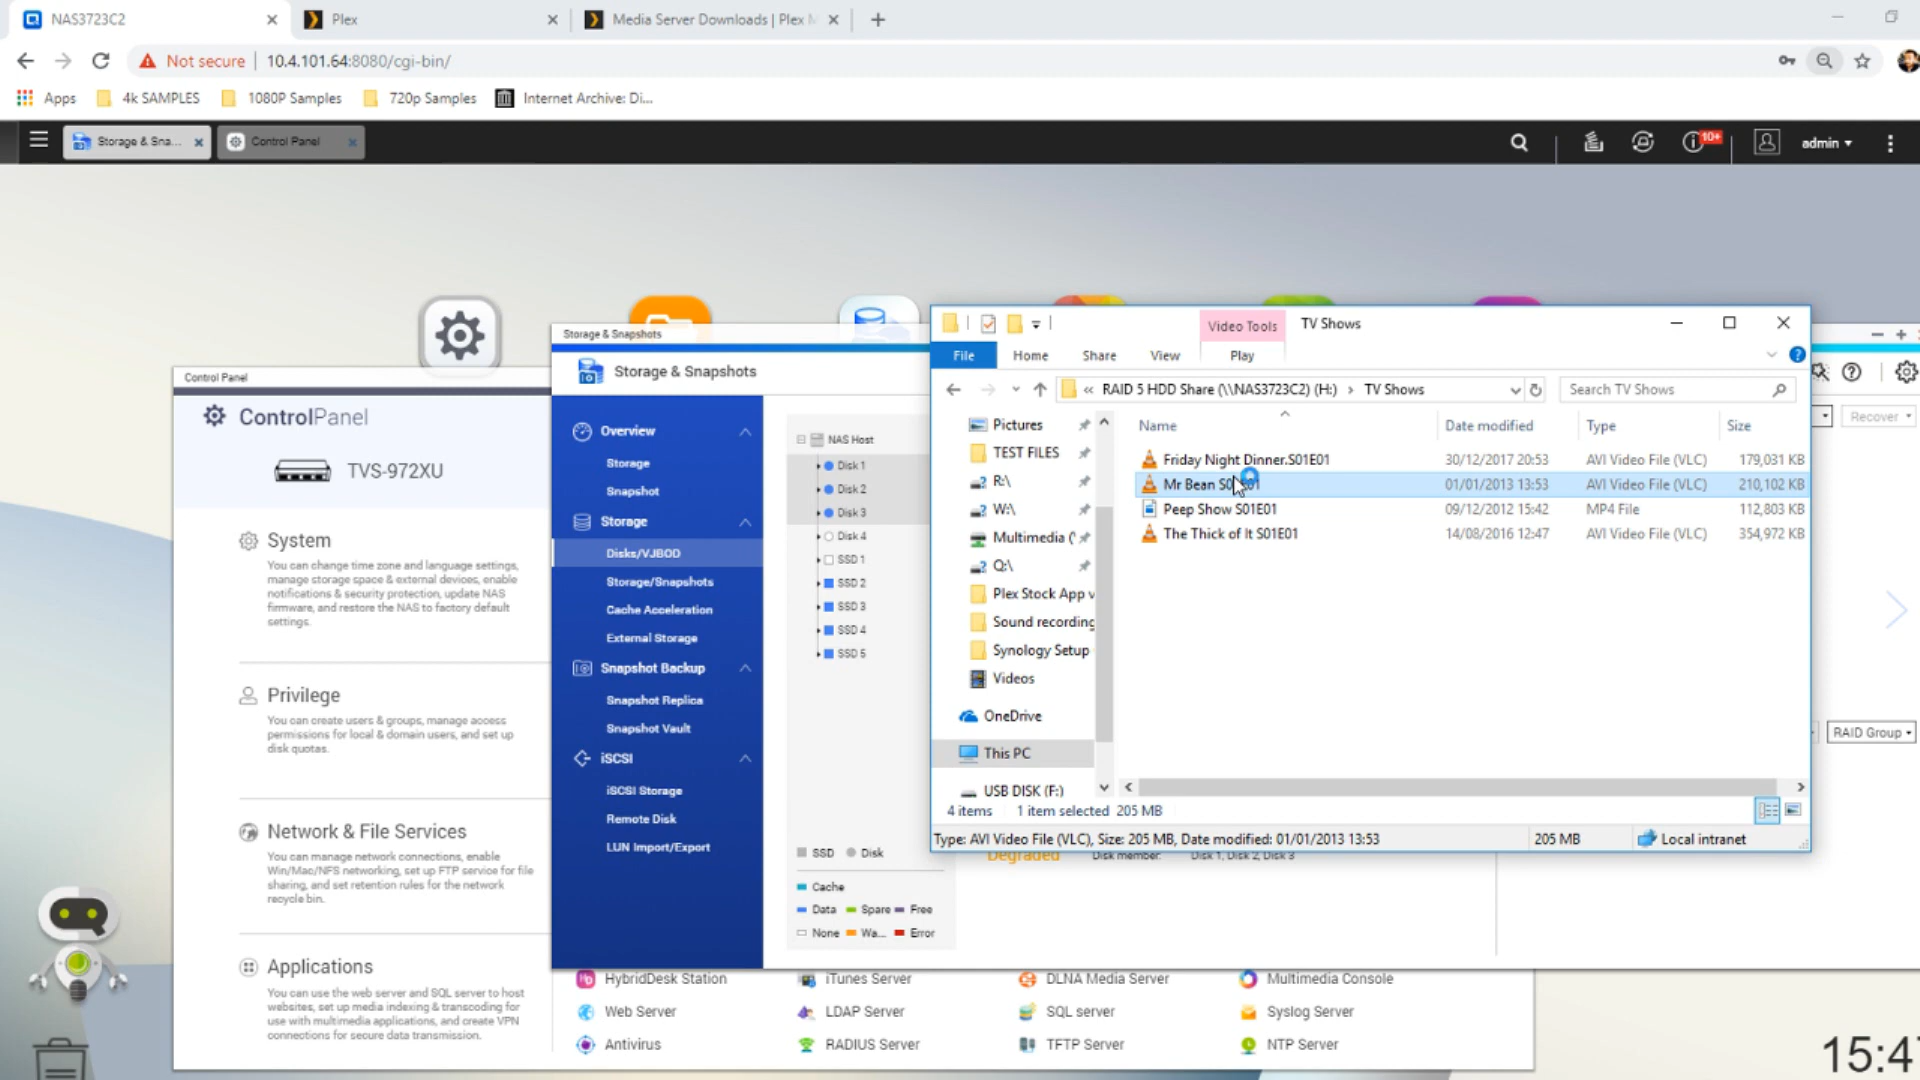 NAS3723C2
Plex
Media Server Downloads | Plex M
Not secure | 10.4.101.64:8080/cgi-bin/
Apps
4k SAMPLES
1080P Samples
720p Samples
Internet Archive: Di...
Storage & Sna...
Control Panel
10+
admin
Storage & Snapshots
Storage & Snapshots
Overview
Storage
Snapshot
Storage
Disks/VJBOD
Storage/Snapshots
Cache Acceleration
External Storage
Snapshot Backup
Snapshot Replica
Snapshot Vault
iSCSI
iSCSI Storage
Remote Disk
LUN Import/Export
NAS Host
Disk 1
Disk 2
Disk 3
Disk 4
SSD 1
SSD 2
SSD 3
SSD 4
SSD 5
SSD
Disk
Cache
Data
Spare
Free
None
Wa...
Error
Control Panel
ControlPanel
TVS-972XU
System
You can change time zone and language settings,
manage storage space & external devices, enable
notifications & security protection, update NAS
firmware, and restore the NAS to factory default
settings.
Privilege
You can create users & groups, manage access
permissions for local & domain users, and set up
disk quotas.
Network & File Services
You can manage network connections, enable
Win/Mac/NFS networking, set up FTP service for file
sharing, and set retention rules for the network
recycle bin.
Applications
You can use the web server and SQL server to host
websites, set up media indexing & transcoding for
use with multimedia applications, and create VPN
connections for secure data transmission.
Video Tools
TV Shows
File
Home
Share
View
Play
« RAID 5 HDD Share (\\NAS3723C2) (H:) > TV Shows
Search TV Shows
Pictures
TEST FILES
R:\
W:\
Multimedia ('
Q:\
Plex Stock App v
Sound recording
Synology Setup
Videos
OneDrive
This PC
USB DISK (F:)
Name
Date modified
Type
Size
Friday Night Dinner.S01E01
30/12/2017 20:53
AVI Video File (VLC)
179,031 KB
Mr Bean
01/01/2013 13:53
AVI Video File (VLC)
210,102 KB
Peep Show S01E01
09/12/2012 15:42
MP4 File
112,803 KB
The Thick of It S01E01
14/08/2016 12:47
AVI Video File (VLC)
354,972 KB
4 items
1 item selected 205 MB
Type: AVI Video File (VLC), Size: 205 MB, Date modified: 01/01/2013 13:53
205 MB
Local intranet
Recover
RAID Group
Degraded
Disk member:
Disk 1, Disk 2, Disk 3
HybridDesk Station
iTunes Server
DLNA Media Server
Multimedia Console
Web Server
LDAP Server
SQL server
Syslog Server
Antivirus
RADIUS Server
TFTP Server
NTP Server
15:4